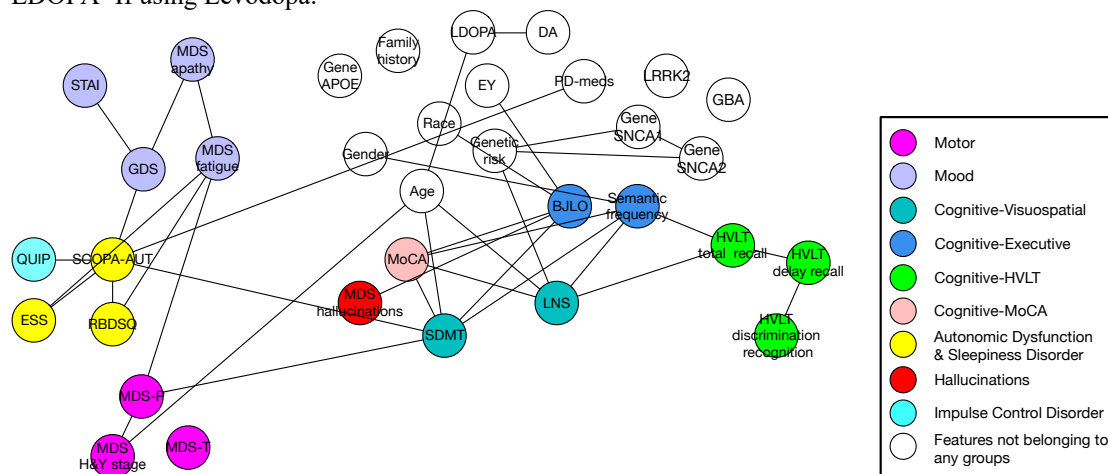 LDOPA
DA
Family
history
MDS
apathy
Gene
APOE
STAI
EY
PD-meds
LRRK2
GBA
Race
Gene
SNCA1
Genetic
risk
Gender
Gene
SNCA2
GDS
MDS
fatigue
Age
BJLO
Semantic
frequency
QUIP
SCOPA-AUT
MoCA
HVLT
total recall
HVLT
delay recall
MDS
hallucinations
LNS
ESS
RBDSQ
SDMT
HVLT
discrimination
recognition
MDS-P
MDS-T
MDS
H&Y stage
Motor
Mood
Cognitive-Visuospatial
Cognitive-Executive
Cognitive-HVLT
Cognitive-MoCA
Autonomic Dysfunction
& Sleepiness Disorder
Hallucinations
Impulse Control Disorder
Features not belonging to
any groups